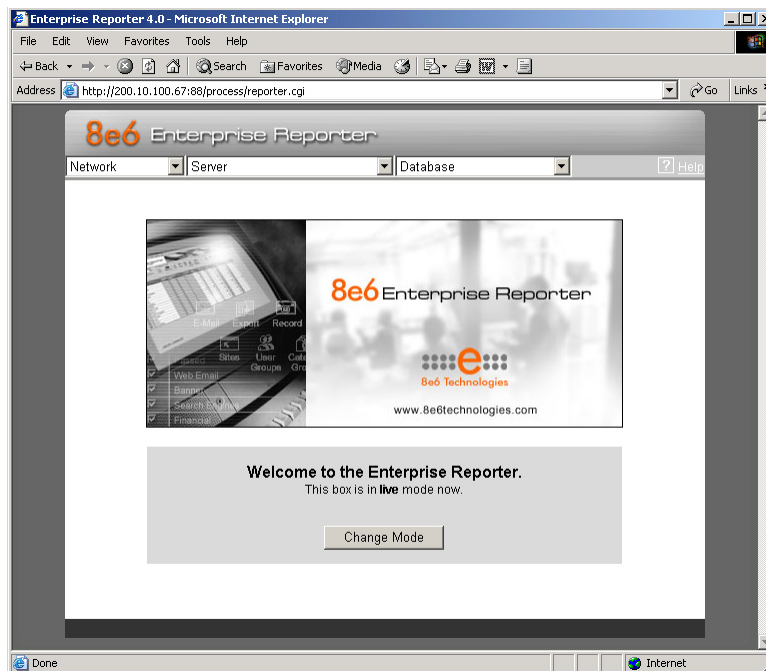 Enterprise Reporter 4.0 - Microsoft Internet Explorer
File Edit View Favorites Tools Help
Back Search Favorites Media
Address http://200.10.100.67:88/process/reporter.cgi Go Links
8e6 Enterprise Reporter
Network Server Database ? Help
E-Mail Export Record
Sites User Groups
Web Email
Banner
Search Engine
Financial
8e6 Enterprise Reporter
8e6 Technologies
www.8e6technologies.com
Welcome to the Enterprise Reporter.
This box is in live mode now.
Change Mode
Done Internet